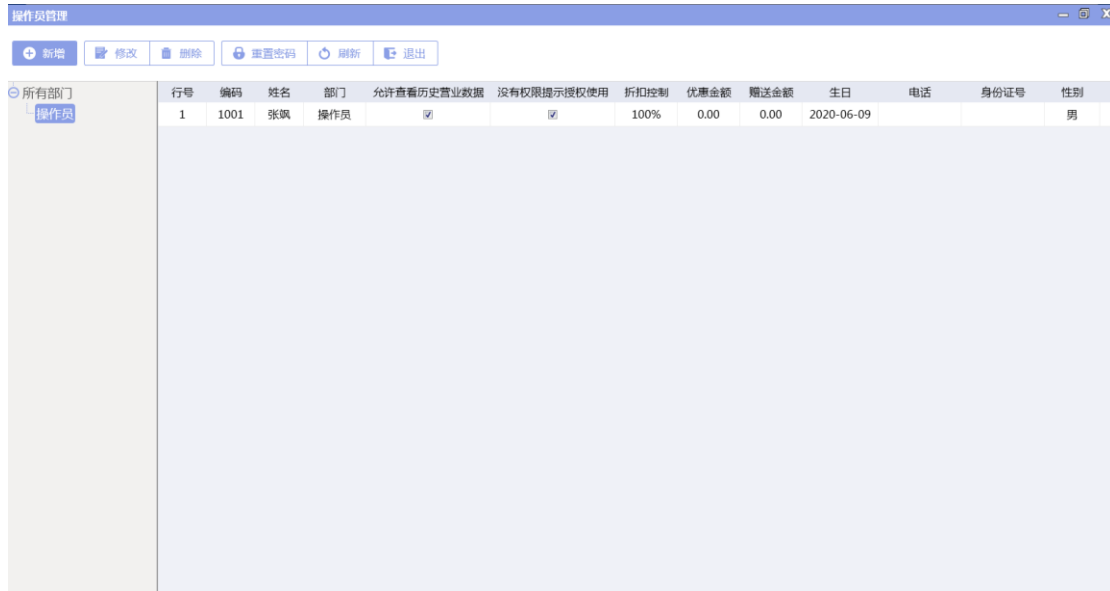 操作员管理
新增 修改 删除 重置密码 刷新 退出
所有部门
操作员
行号 编码 姓名 部门 允许查看历史营业数据 没有权限提示授权使用 折扣控制 优惠金额 赠送金额 生日 电话 身份证号 性别
1 1001 张飒 操作员 100% 0.00 0.00 2020-06-09 男